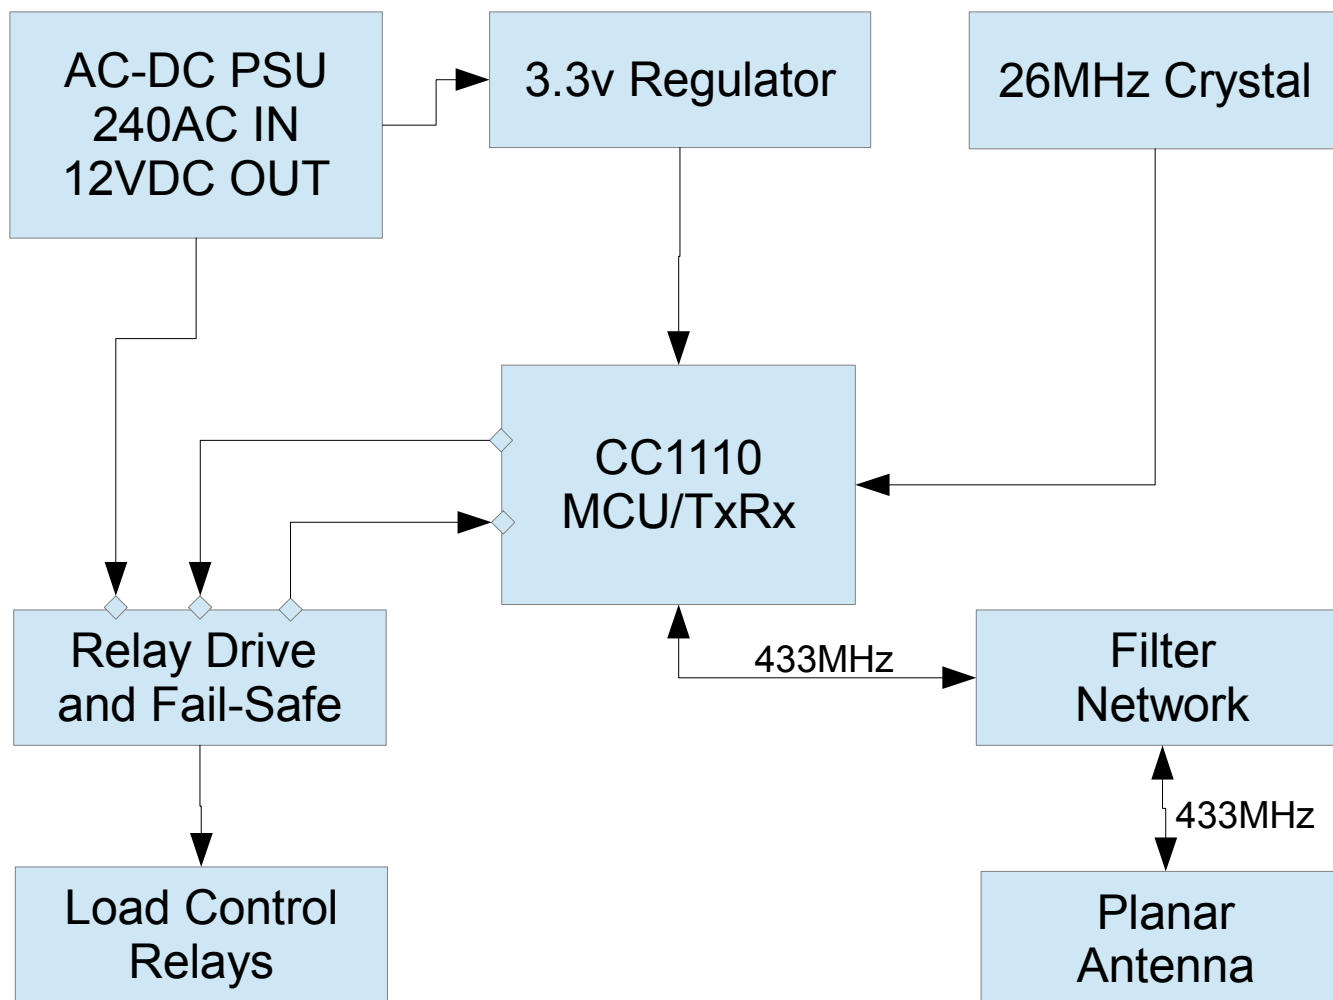 AC-DC PSU
240AC IN
12VDC OUT
3.3v Regulator
26MHz Crystal
CC1110
MCU/TxRx
433MHz
Relay Drive
and Fail-Safe
Filter
Network
433MHz
Load Control
Relays
Planar
Antenna